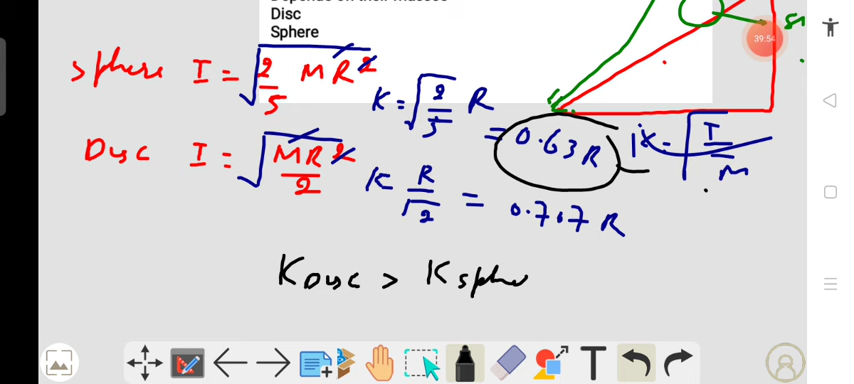 Disc
Sphere
39:54
Sphere I = √2/5 MR²
K = √2/5 R
= 0.63R
K = √I/M
Disc I = √MR²/2
K R/√2 = 0.707 R
KDisc > Ksphere
T